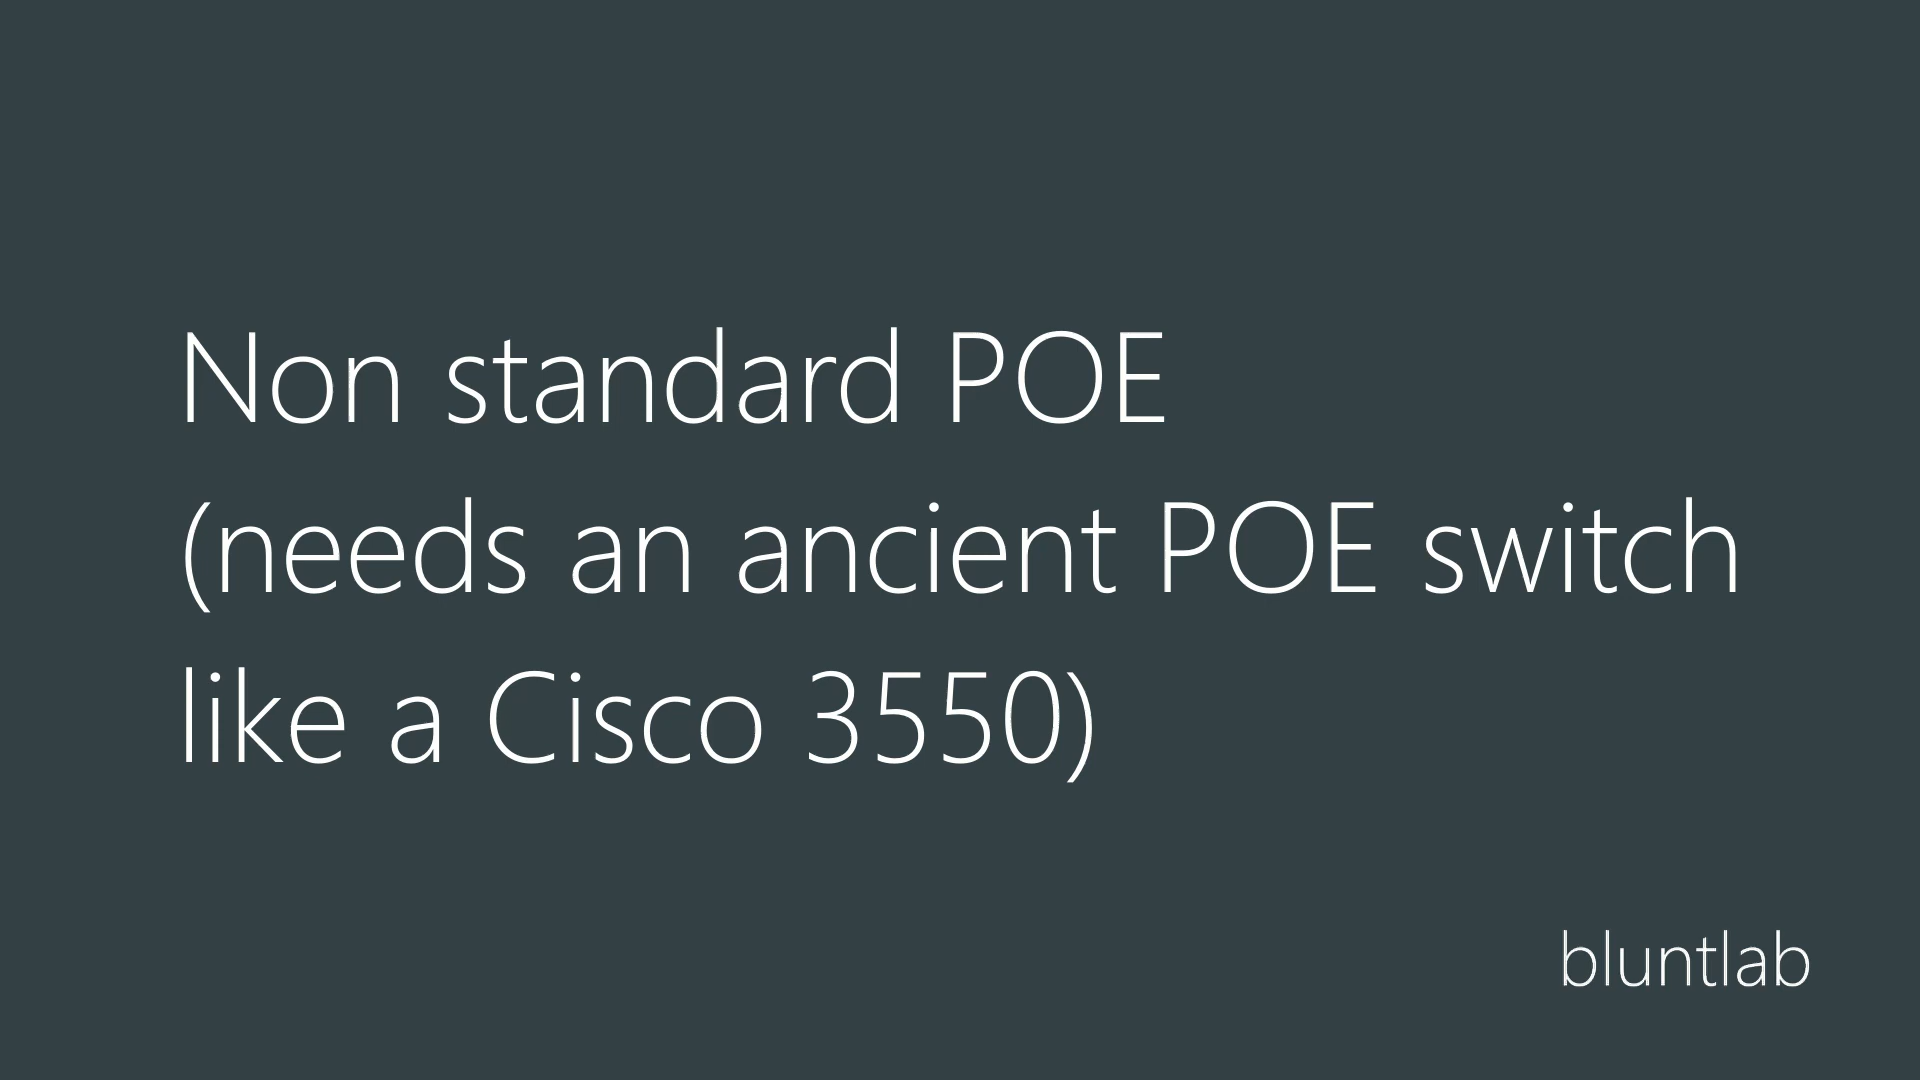 Non standard POE
(needs an ancient POE switch
like a Cisco 3550)
bluntlab